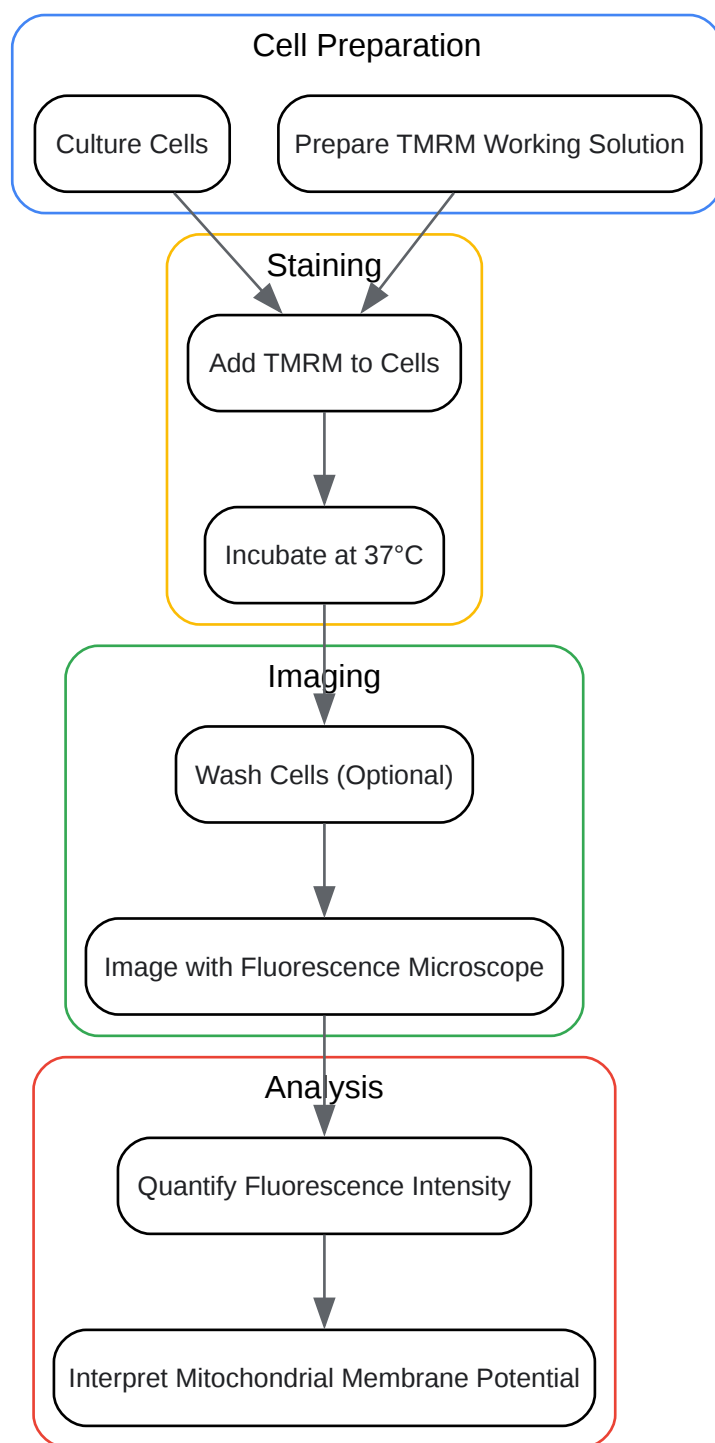 Cell Preparation
Culture Cells
Prepare TMRM Working Solution
Staining
Add TMRM to Cells
Incubate at 37°C
Imaging
Wash Cells (Optional)
Image with Fluorescence Microscope
Analysis
Quantify Fluorescence Intensity
Interpret Mitochondrial Membrane Potential